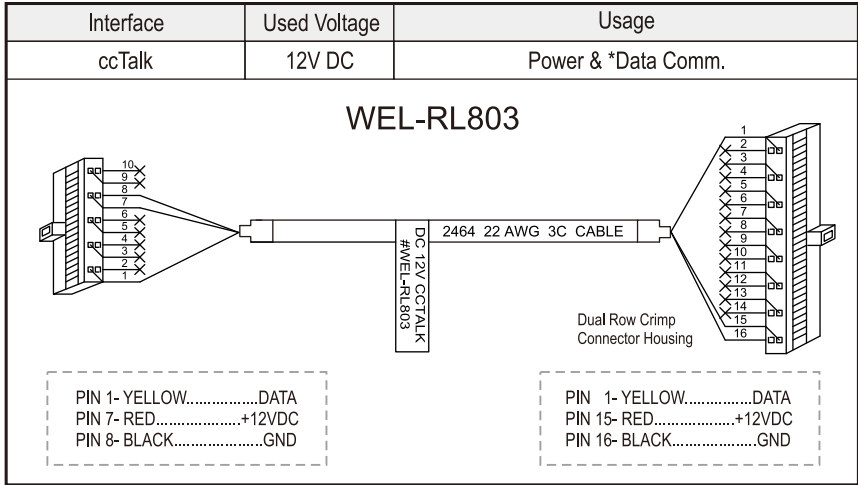 Interface Used Voltage Usage
ccTalk 12V DC Power & *Data Comm.
WEL-RL803
10
9
8
7
6
5
4
3
2
1
DC 12V CCTALK
#WEL-RL803
2464 22 AWG 3C CABLE
1
2
3
4
5
6
7
8
9
10
11
12
13
14
15
16
Dual Row Crimp
Connector Housing
PIN 1- YELLOW..............DATA
PIN 7- RED...................+12VDC
PIN 8- BLACK...................GND
PIN 1- YELLOW..............DATA
PIN 15- RED..................+12VDC
PIN 16- BLACK...................GND